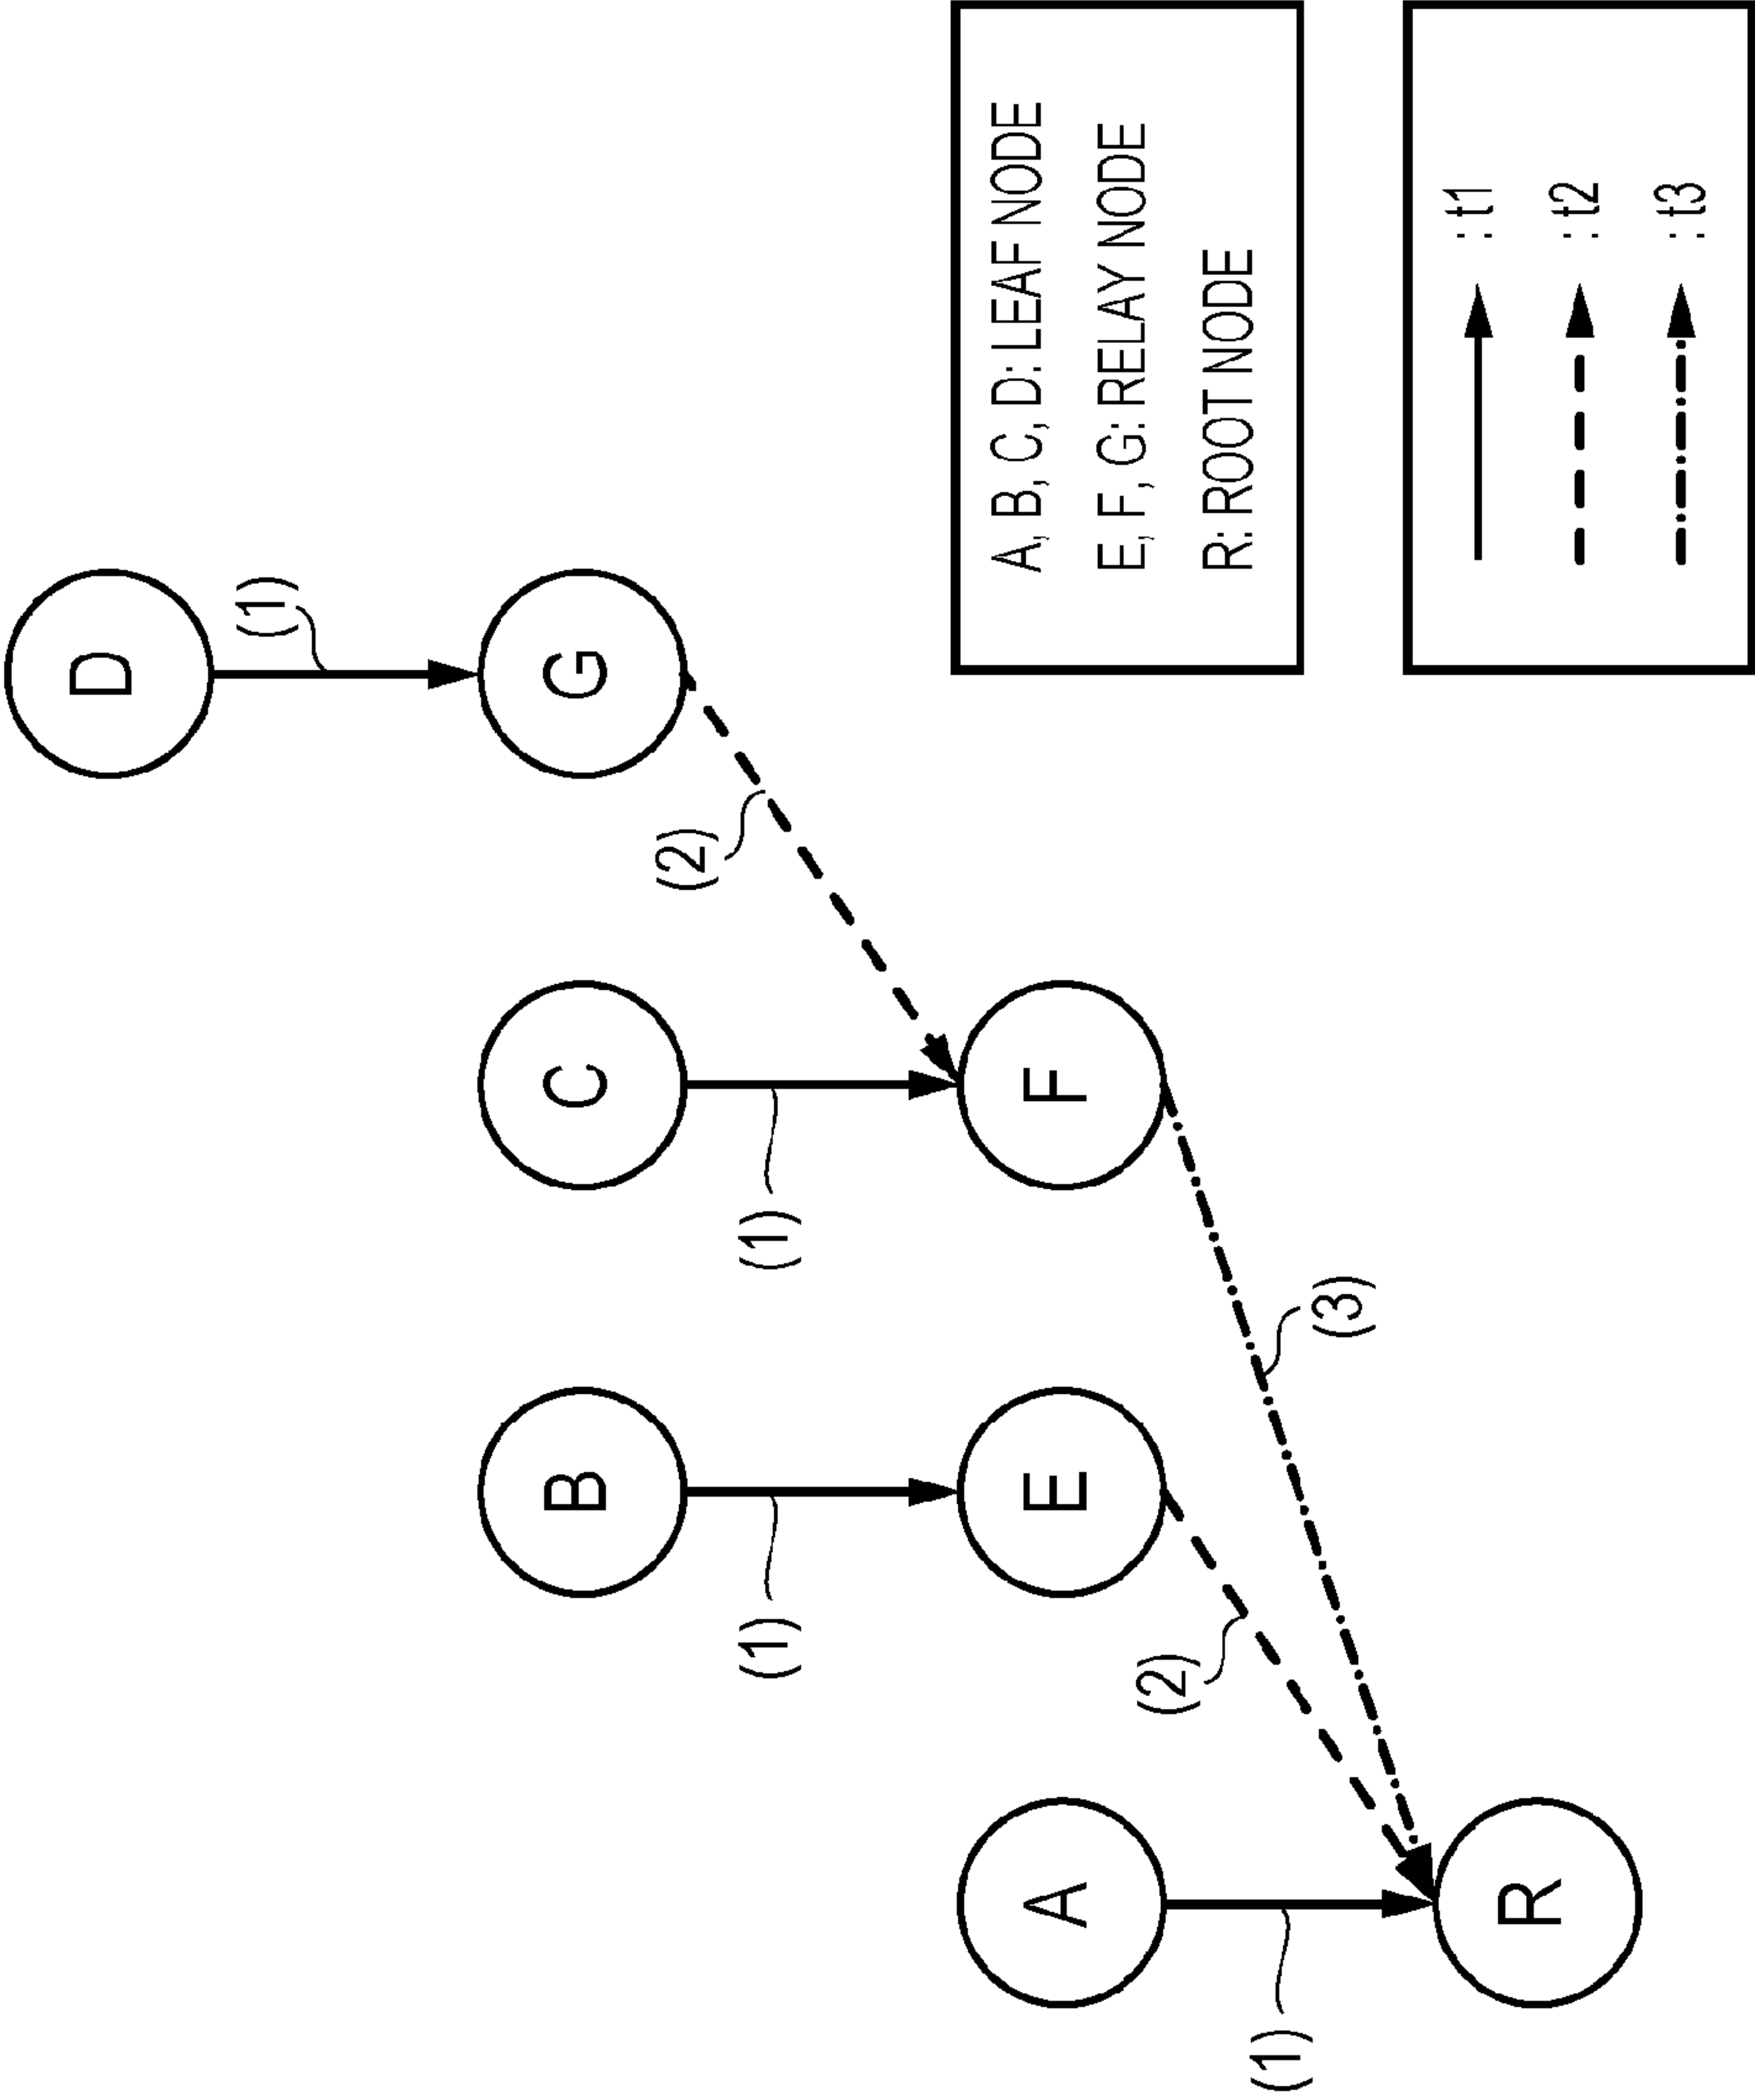 D
(1)
B
C
G
(2)
(1)
(1)
A
E
F
(2)
(1)
(3)
R
A, B, C, D: LEAF NODE
E, F, G: RELAY NODE
R: ROOT NODE
: t1
: t2
: t3